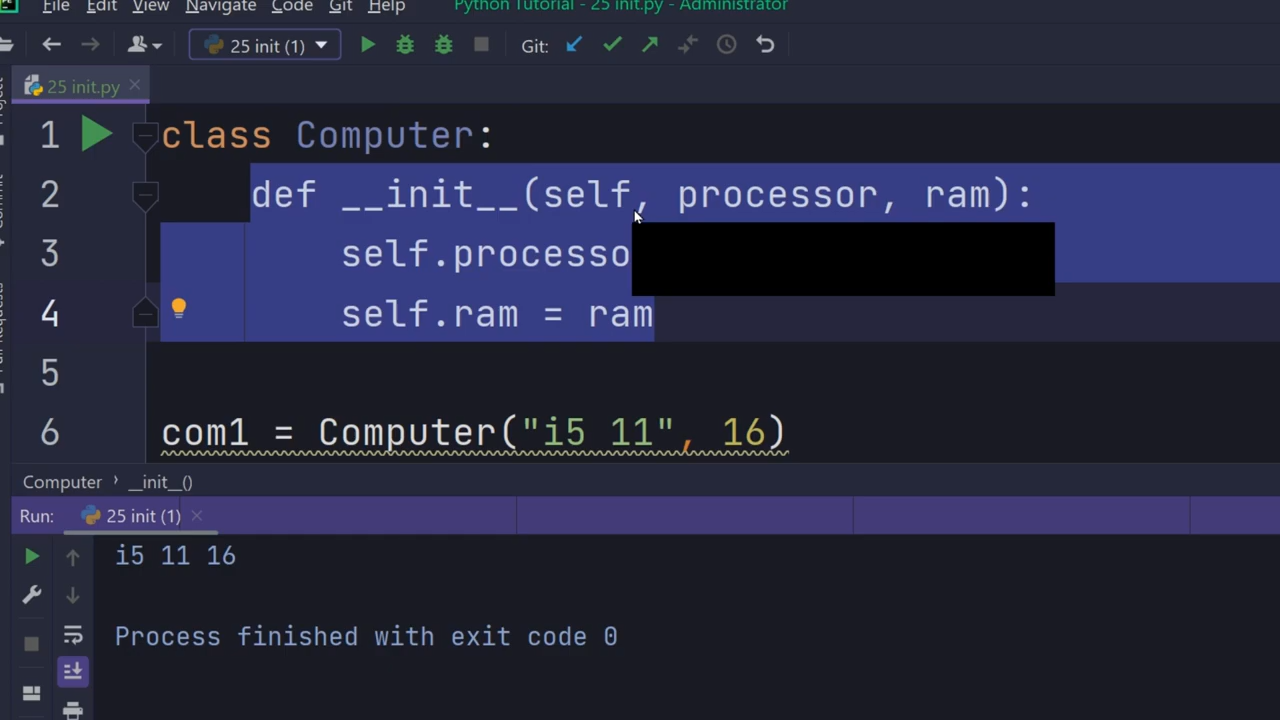 File Edit View Navigate Code Git Help Python Tutorial - 25 init.py - Administrator
25 init (1) Git:
25 init.py
1 class Computer:
2 def __init__(self, processor, ram):
3 self.processo
4 self.ram = ram
5
6 com1 = Computer("i5 11", 16)
Computer › __init__()
Run: 25 init (1)
i5 11 16
Process finished with exit code 0